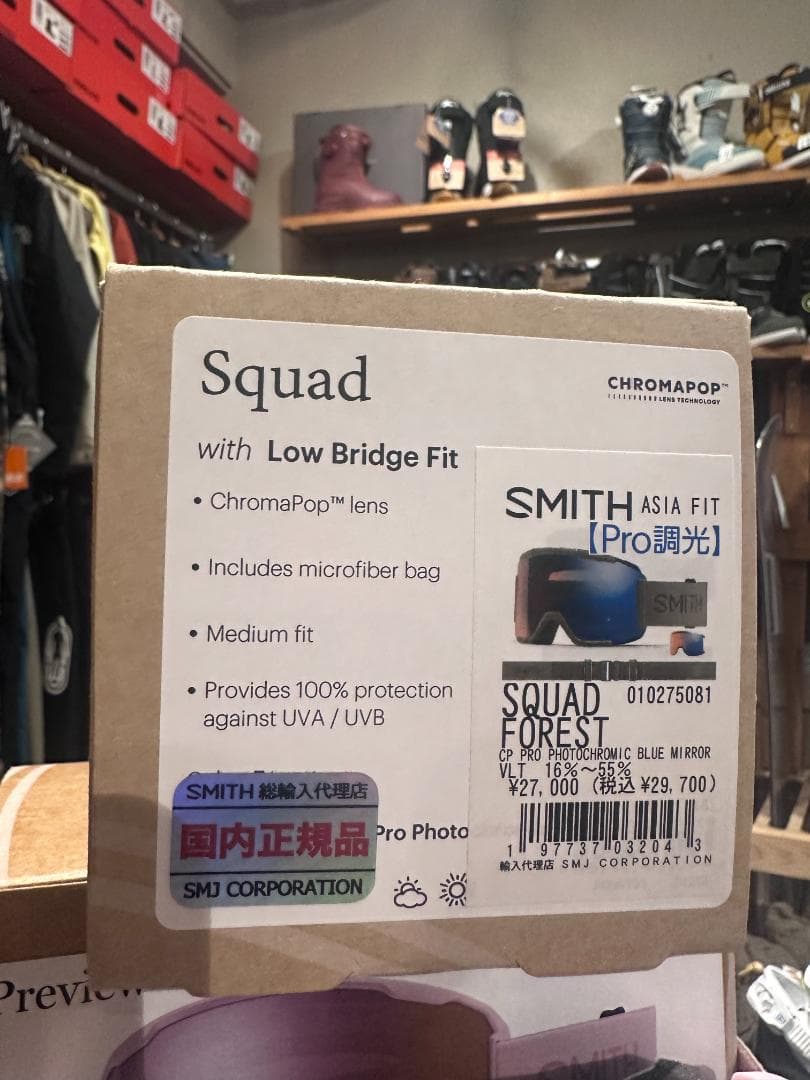 Squad
CHROMAPOP™
LENS TECHNOLOGY
with Low Bridge Fit
• ChromaPop™ lens
• Includes microfiber bag
• Medium fit
• Provides 100% protection
against UVA / UVB
SMITH ASIA FIT
【Pro調光】
SMITH
SQUAD 010275081
FOREST
CP PRO PHOTOCHROMIC BLUE MIRROR
VLT 16%～55%
¥27,000 (税込 ¥29,700)
1 97737 03204 3
輸入代理店 SMJ CORPORATION
SMITH 総輸入代理店
国内正規品
SMJ CORPORATION
Pro Photo
Preview
SMITH